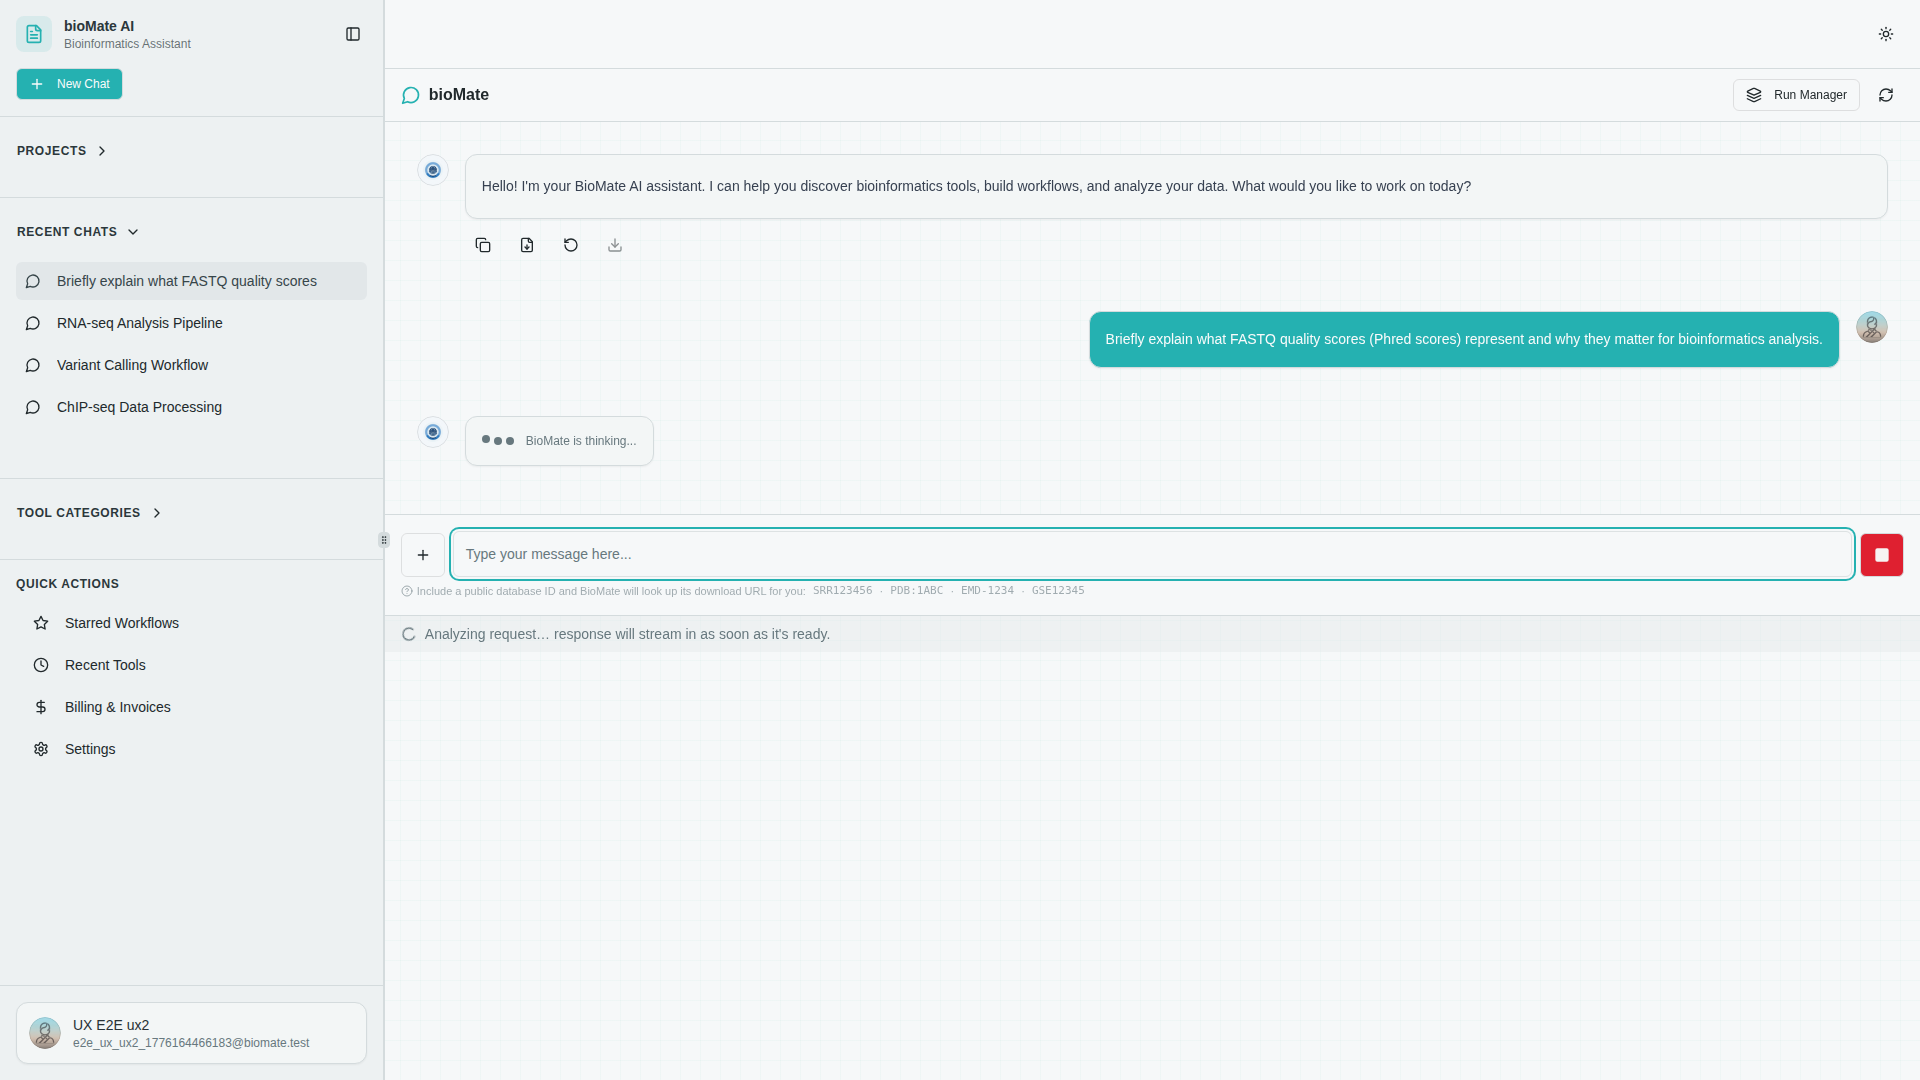 bioMate AI
Bioinformatics Assistant
New Chat
PROJECTS
RECENT CHATS
Briefly explain what FASTQ quality scores
RNA-seq Analysis Pipeline
Variant Calling Workflow
ChIP-seq Data Processing
TOOL CATEGORIES
QUICK ACTIONS
Starred Workflows
Recent Tools
Billing & Invoices
Settings
UX E2E ux2
e2e_ux_ux2_1776164466183@biomate.test
bioMate
Run Manager
Hello! I'm your BioMate AI assistant. I can help you discover bioinformatics tools, build workflows, and analyze your data. What would you like to work on today?
Briefly explain what FASTQ quality scores (Phred scores) represent and why they matter for bioinformatics analysis.
BioMate is thinking...
Type your message here...
Include a public database ID and BioMate will look up its download URL for you: SRR123456 · PDB:1ABC · EMD-1234 · GSE12345
Analyzing request… response will stream in as soon as it's ready.